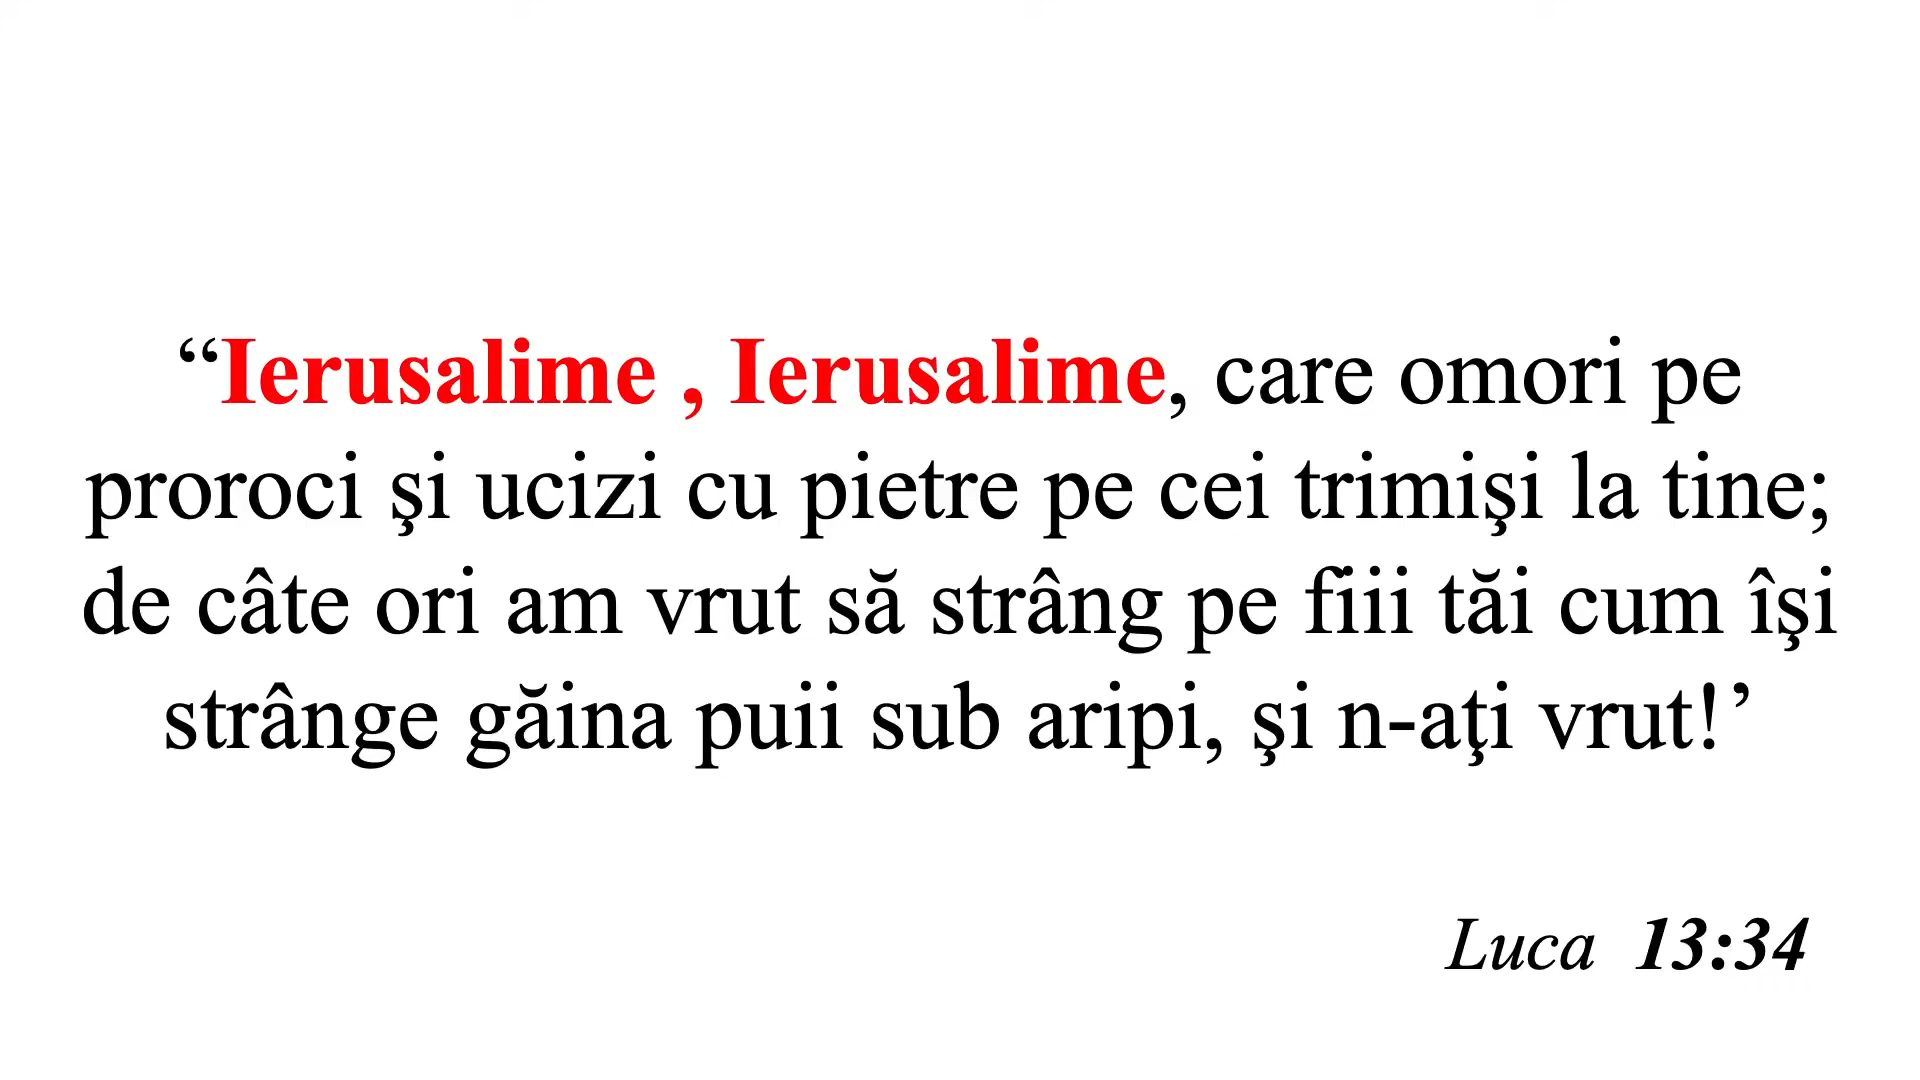 “Ierusalime , Ierusalime, care omori pe
proroci şi ucizi cu pietre pe cei trimişi la tine;
de câte ori am vrut să strâng pe fiii tăi cum îşi
strânge găina puii sub aripi, şi n-aţi vrut!’
Luca 13:34